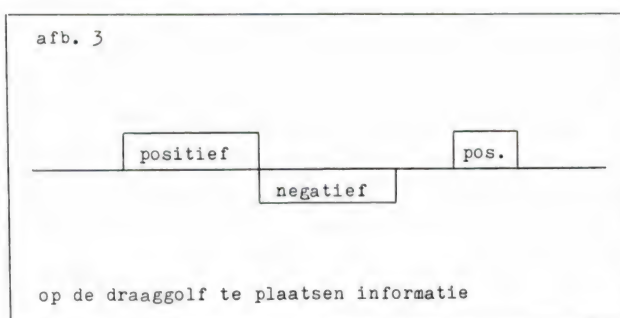 afb. 3
positief
pos.
negatief
op de draaggolf te plaatsen informatie